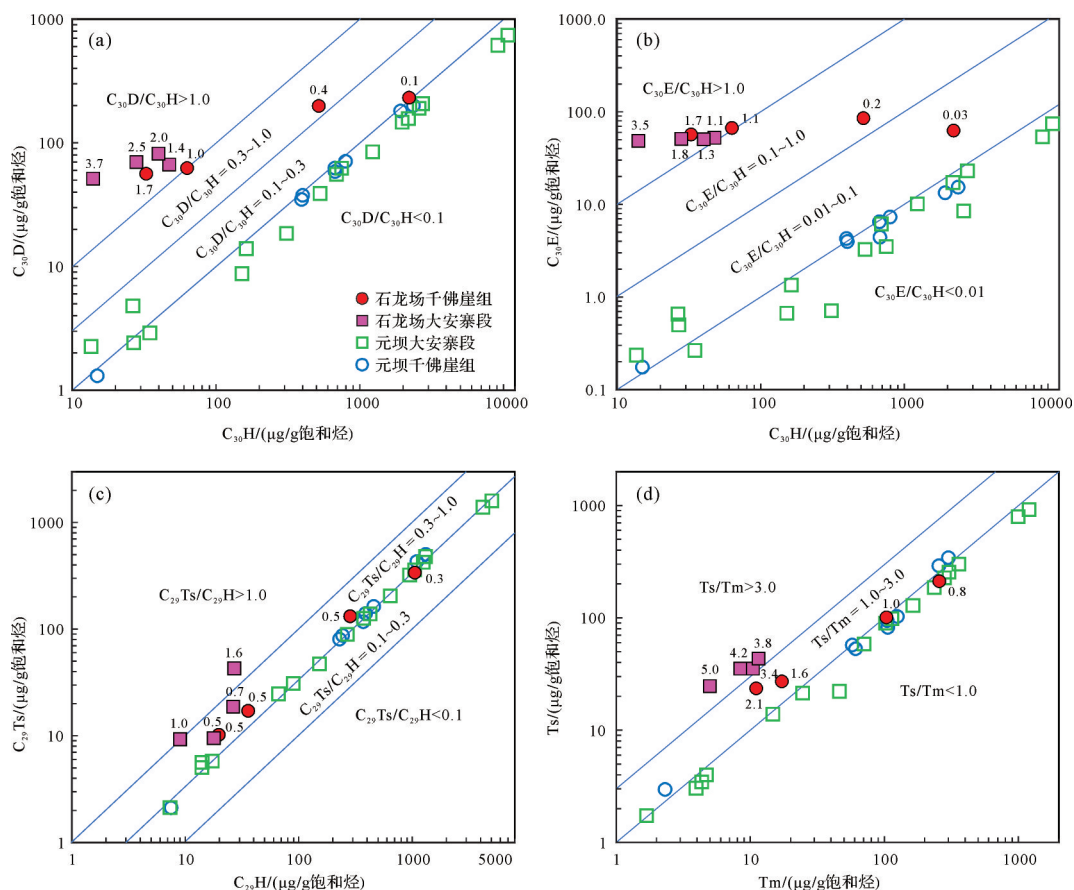 (a)
1000
100
10
1
C₃₀D/(μg/g饱和烃)
C₃₀D/C₃₀H>1.0
C₃₀D/C₃₀H = 0.3~1.0
C₃₀D/C₃₀H = 0.1~0.3
C₃₀D/C₃₀H<0.1
0.4
0.1
3.7
2.5
2.0
1.4
1.0
1.7
石龙场千佛崖组
石龙场大安寨段
元坝大安寨段
元坝千佛崖组
10
100
1000
10000
C₃₀H/(μg/g饱和烃)
(b)
1000.0
100.0
10.0
1.0
0.1
C₃₀E/(μg/g饱和烃)
C₃₀E/C₃₀H>1.0
C₃₀E/C₃₀H = 0.1~1.0
C₃₀E/C₃₀H = 0.01~0.1
C₃₀E/C₃₀H<0.01
3.5
1.7
1.1
1.1
1.8
1.3
0.2
0.03
10
100
1000
10000
C₃₀H/(μg/g饱和烃)
(c)
1000
100
10
1
C₂₉Ts/(μg/g饱和烃)
C₂₉Ts/C₂₉H>1.0
C₂₉Ts/C₂₉H = 0.3~1.0
C₂₉Ts/C₂₉H = 0.1~0.3
C₂₉Ts/C₂₉H<0.1
0.3
0.5
1.6
0.7
0.5
1.0
0.5
0.5
1
10
100
1000
5000
C₂₉H/(μg/g饱和烃)
(d)
1000
100
10
1
Ts/(μg/g饱和烃)
Ts/Tm>3.0
Ts/Tm = 1.0~3.0
Ts/Tm<1.0
1.0
0.8
5.0
4.2
3.8
3.4
1.6
2.1
1
10
100
1000
Tm/(μg/g饱和烃)